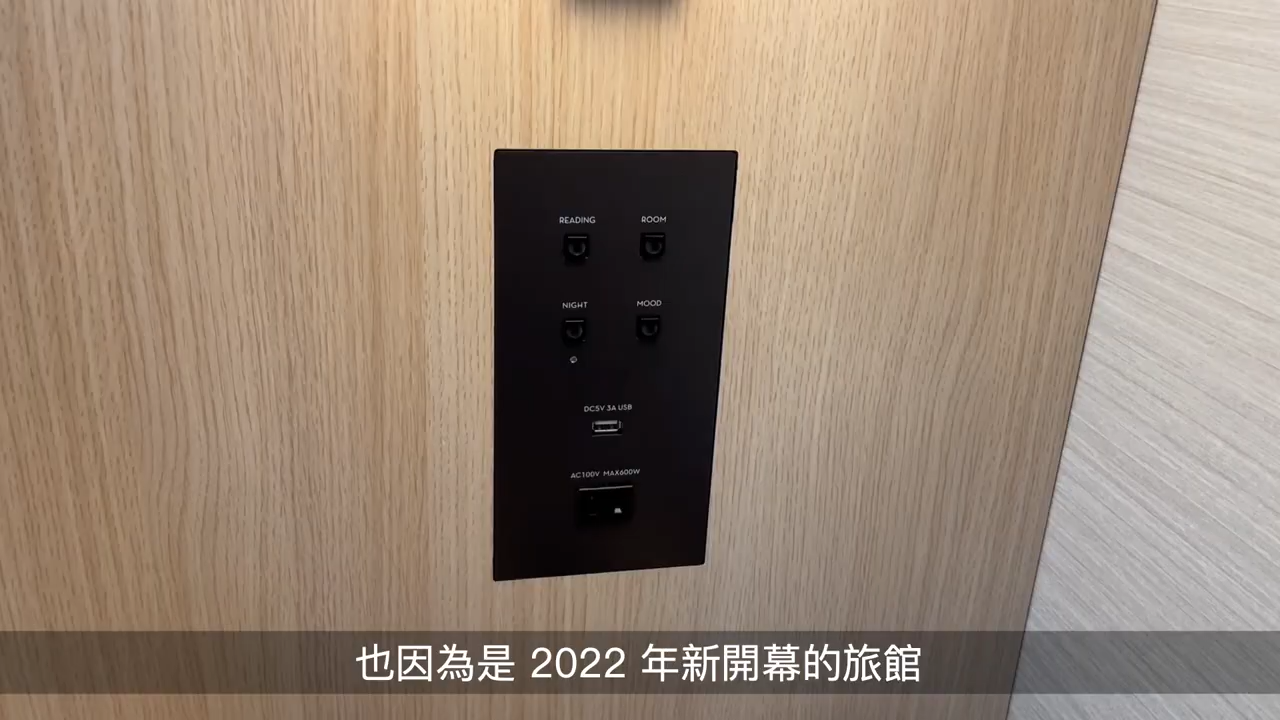 READING ROOM
NIGHT MOOD
DC5V 3A USB
AC100V MAX600W
也因為是 2022 年新開幕的旅館